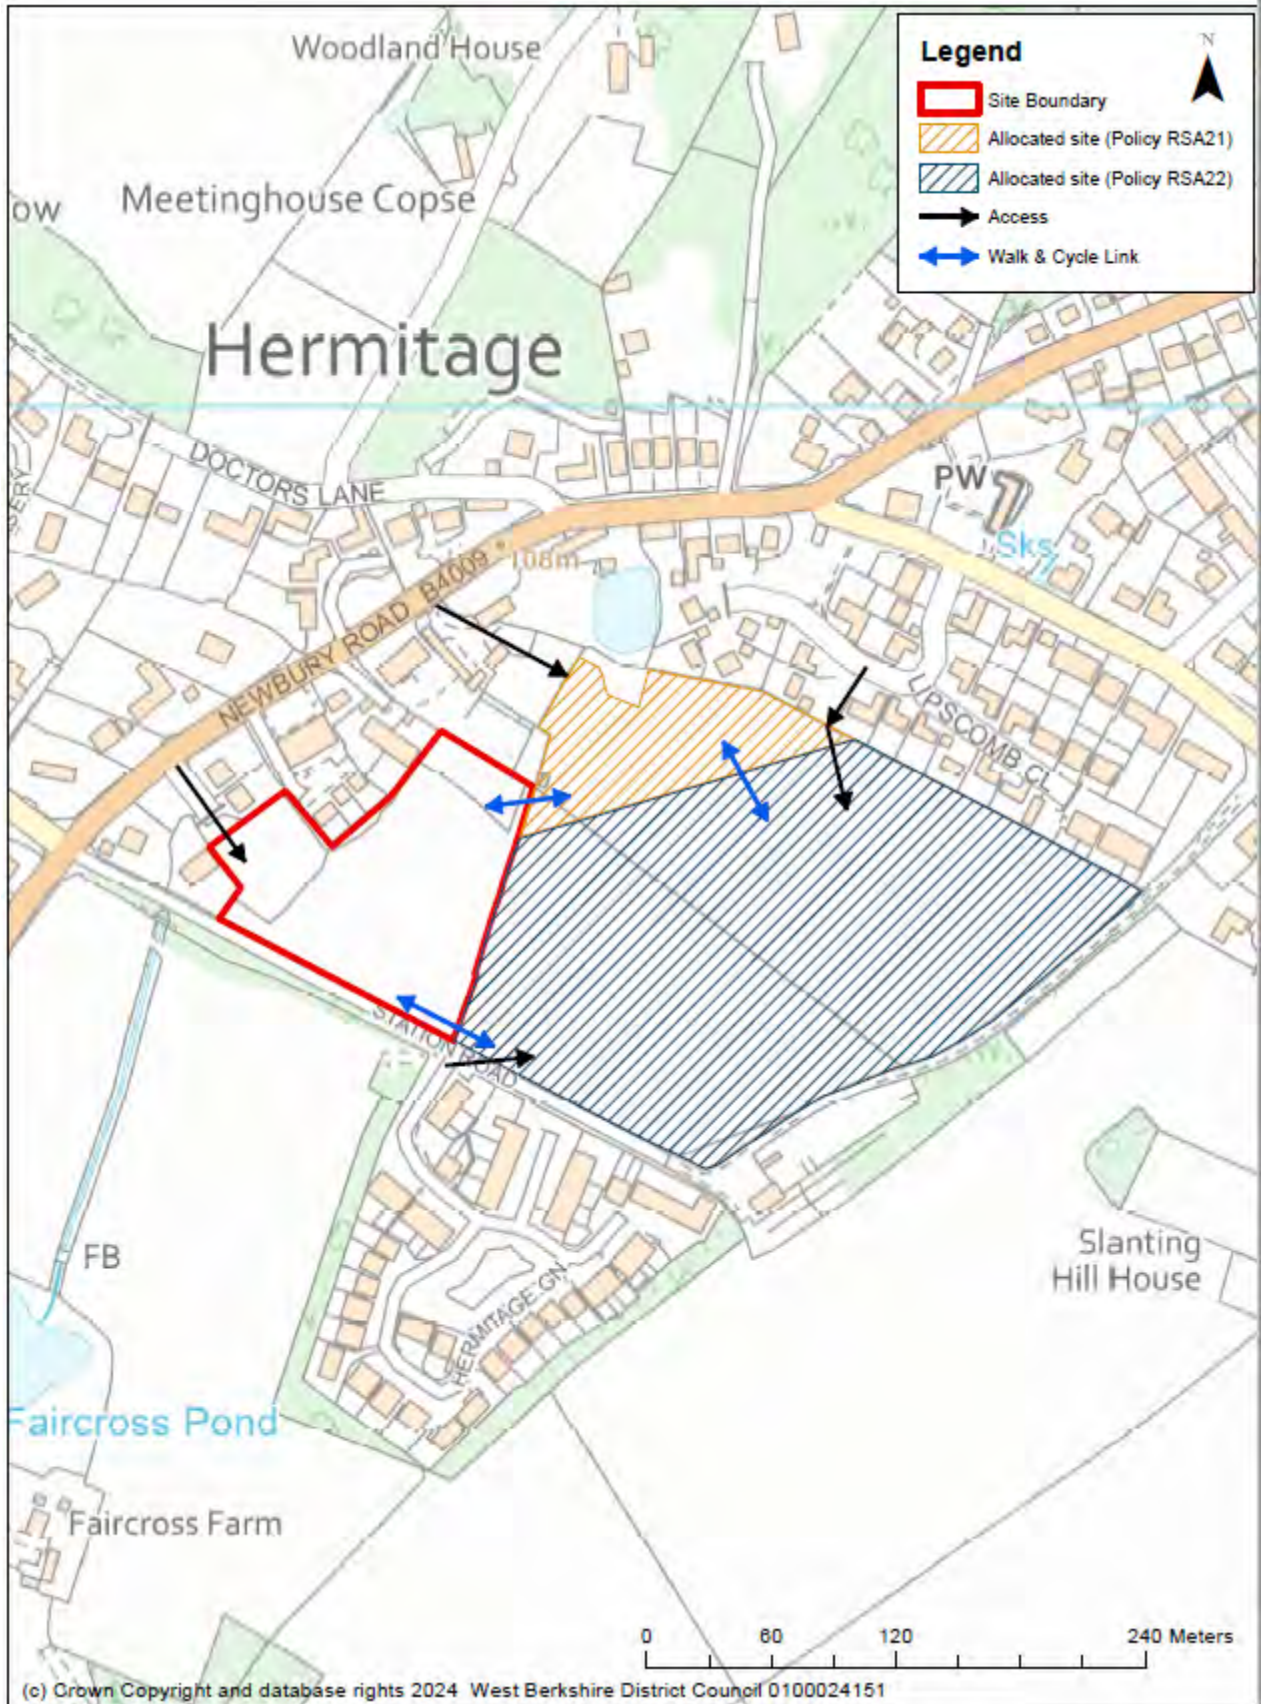 Woodland House
Legend
N
Site Boundary
Allocated site (Policy RSA21)
Allocated site (Policy RSA22)
Access
Walk & Cycle Link
Meetinghouse Copse
OW
Hermitage
DOCTORS LANE
PW
Sks
NEWBURY ROAD B4009
108m
LIPSCOMB CL
STATION ROAD
FB
Slanting
Hill House
HERMITAGE GN
Faircross Pond
Faircross Farm
0 60 120 240 Meters
(c) Crown Copyright and database rights 2024 West Berkshire District Council 0100024151